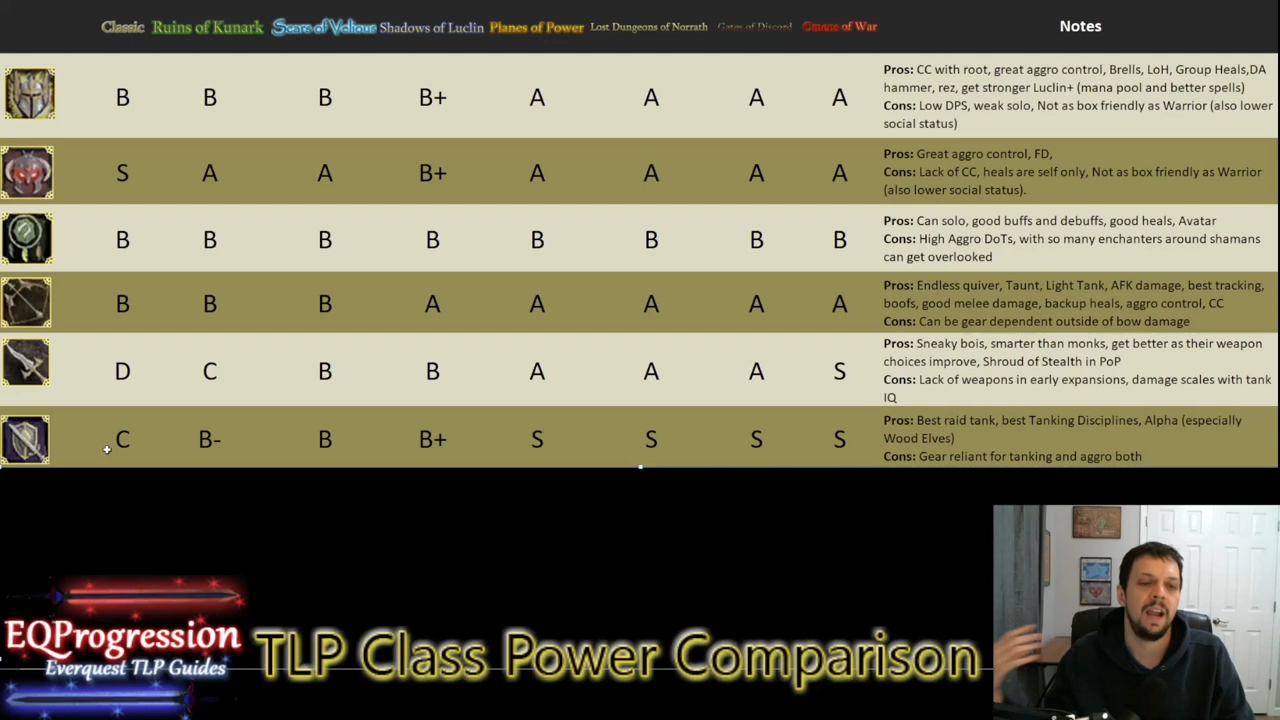 Classic Ruins of Kunark Scars of Velious Shadows of Luclin Planes of Power Lost Dungeons of Norrath Gates of Discord Omens of War Notes
B B B B+ A A A A
Pros: CC with root, great aggro control, Brells, LoH, Group Heals,DA
hammer, rez, get stronger Luclin+ (mana pool and better spells)
Cons: Low DPS, weak solo, Not as box friendly as Warrior (also lower
social status)
S A A B+ A A A A
Pros: Great aggro control, FD,
Cons: Lack of CC, heals are self only, Not as box friendly as Warrior
(also lower social status).
B B B B B B B B
Pros: Can solo, good buffs and debuffs, good heals, Avatar
Cons: High Aggro DoTs, with so many enchanters around shamans
can get overlooked
B B B A A A A A
Pros: Endless quiver, Taunt, Light Tank, AFK damage, best tracking,
boofs, good melee damage, backup heals, aggro control, CC
Cons: Can be gear dependent outside of bow damage
D C B B A A A S
Pros: Sneaky bois, smarter than monks, get better as their weapon
choices improve, Shroud of Stealth in PoP
Cons: Lack of weapons in early expansions, damage scales with tank
IQ
C B- B B+ S S S S
Pros: Best raid tank, best Tanking Disciplines, Alpha (especially
Wood Elves)
Cons: Gear reliant for tanking and aggro both
EQProgression
Everquest TLP Guides
TLP Class Power Comparison